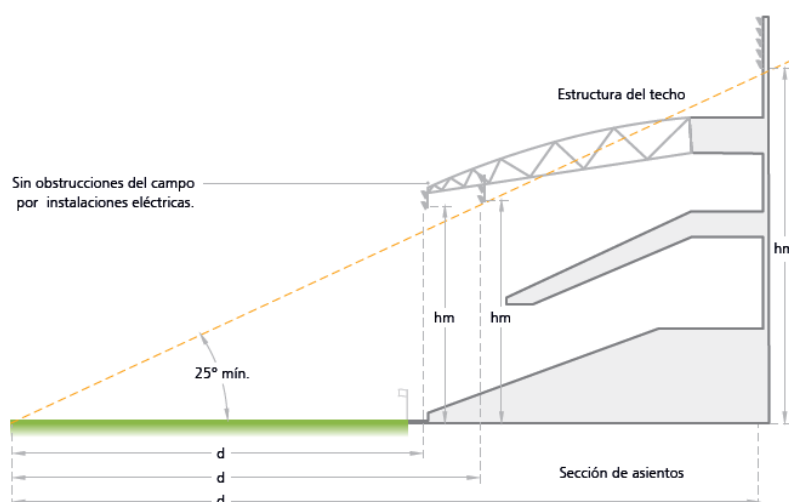 Estructura del techo
Sin obstrucciones del campo
por instalaciones eléctricas.
hm
hm
hm
25° mín.
d
d
Sección de asientos
d